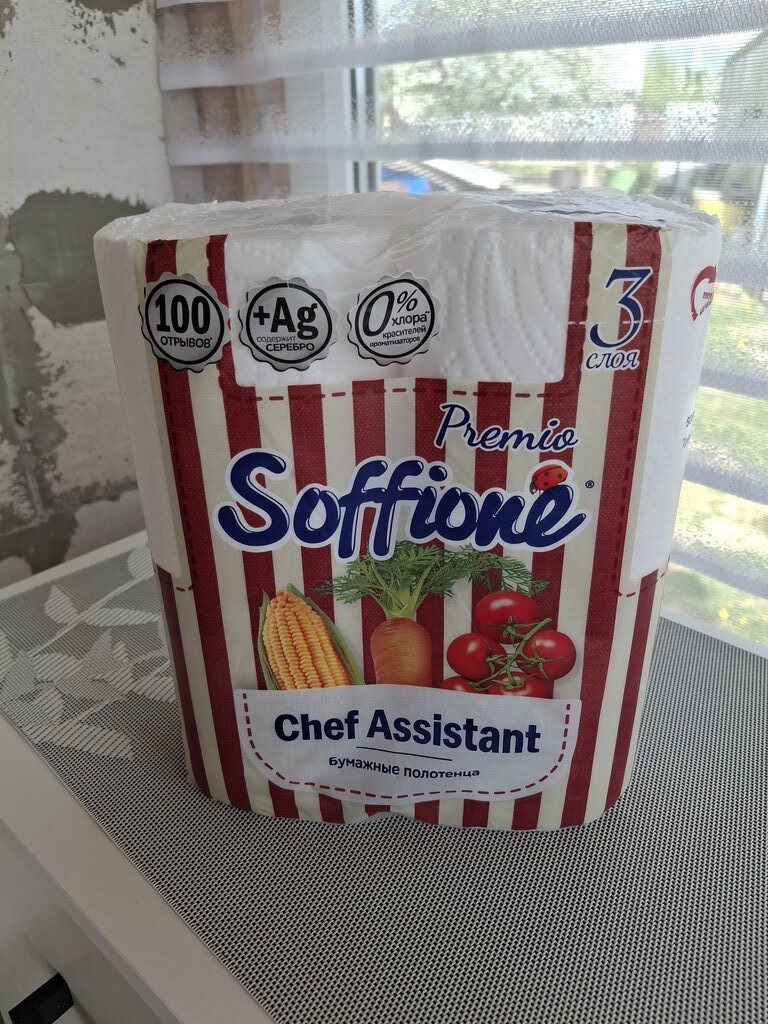 100
ОТРЫВОВ*
+Ag
содержит
СЕРЕБРО
0%
хлора**
красителей
ароматизаторов
3
слоя
Premio
Soffione®
Chef Assistant
бумажные полотенца